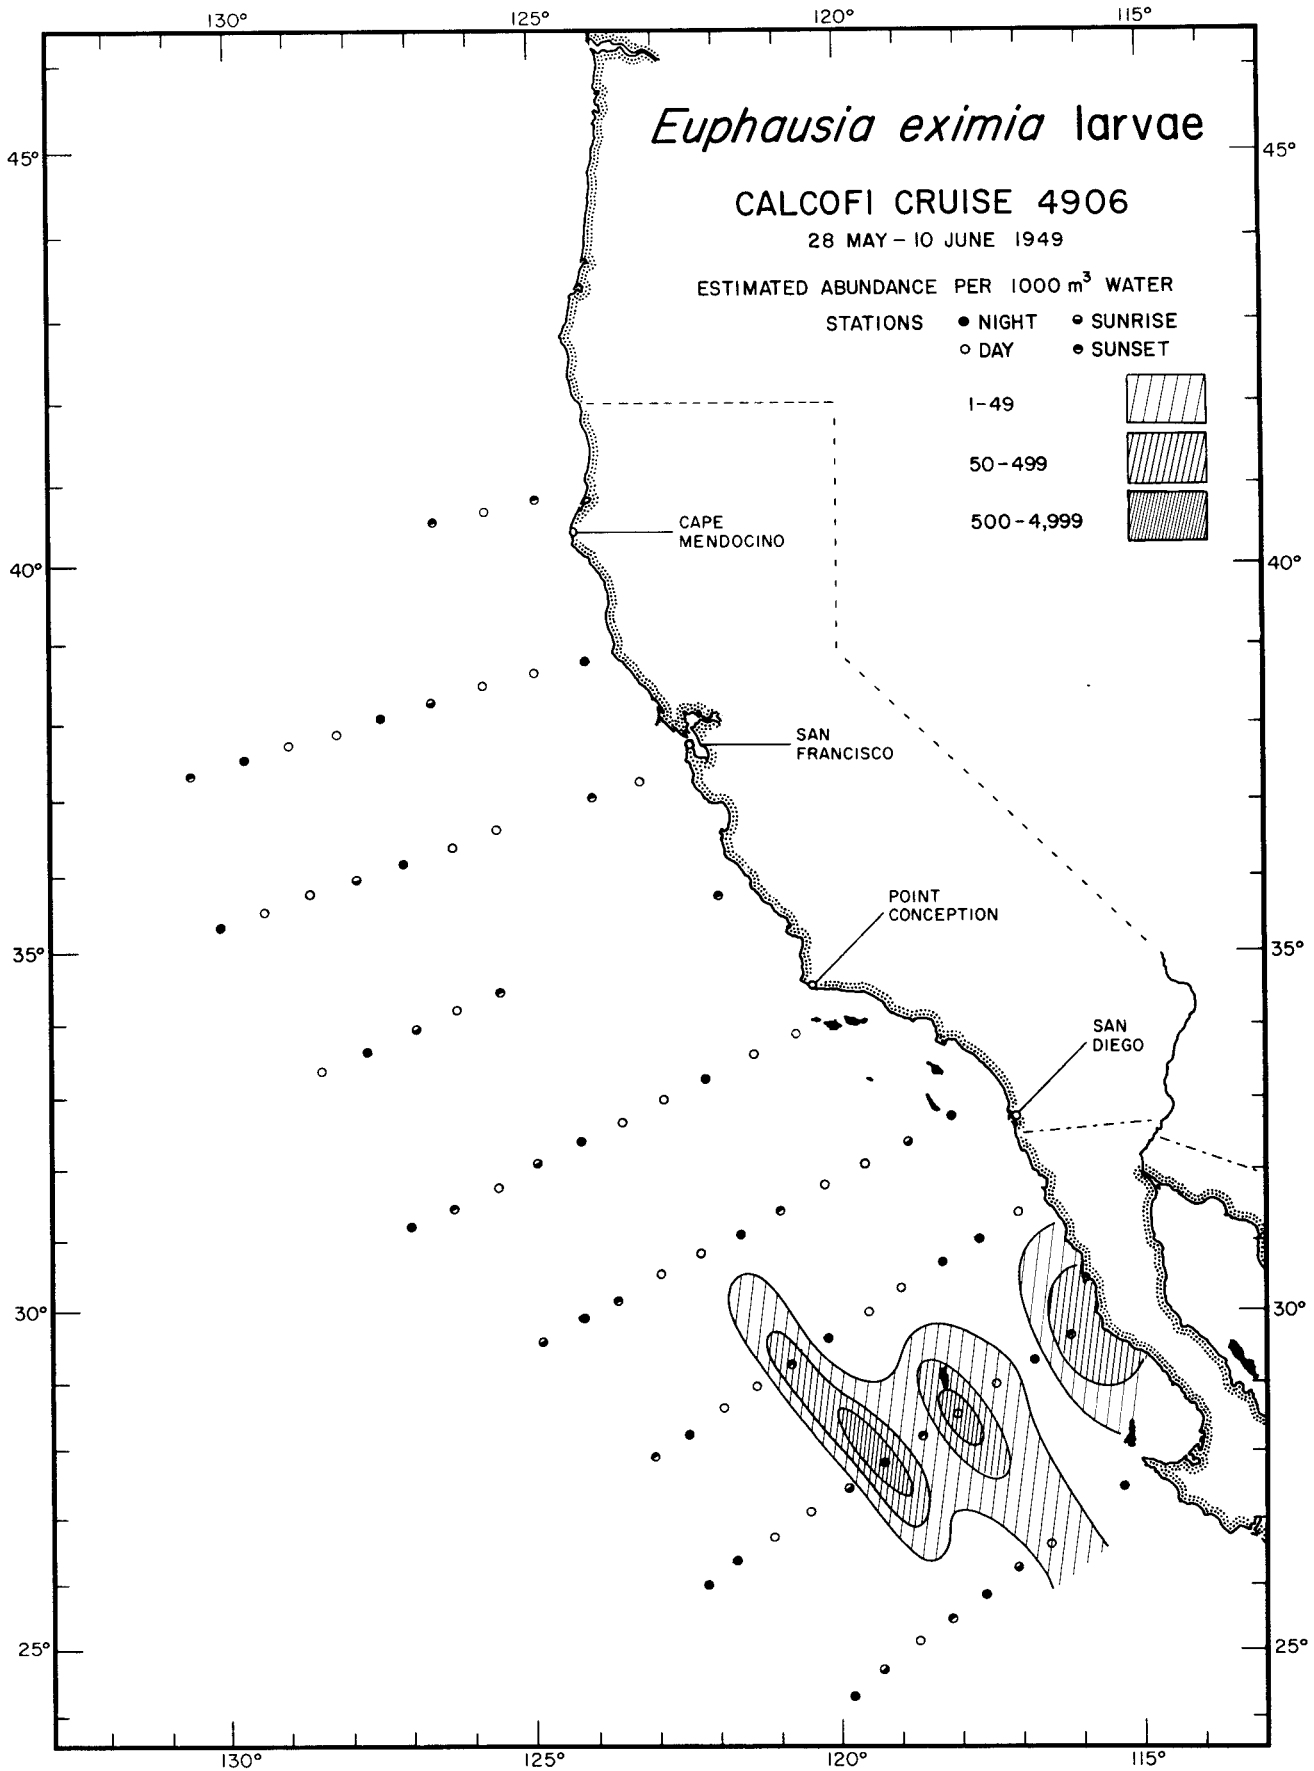 130° 125° 120° 115°
Euphausia eximia larvae
45° 45°
CALCOFI CRUISE 4906
28 MAY – 10 JUNE 1949
ESTIMATED ABUNDANCE PER 1000 m³ WATER
STATIONS NIGHT SUNRISE
DAY SUNSET
1-49
50-499
500-4,999
CAPE
MENDOCINO
40° 40°
SAN
FRANCISCO
POINT
CONCEPTION
35° 35°
SAN
DIEGO
30° 30°
25° 25°
130° 125° 120° 115°